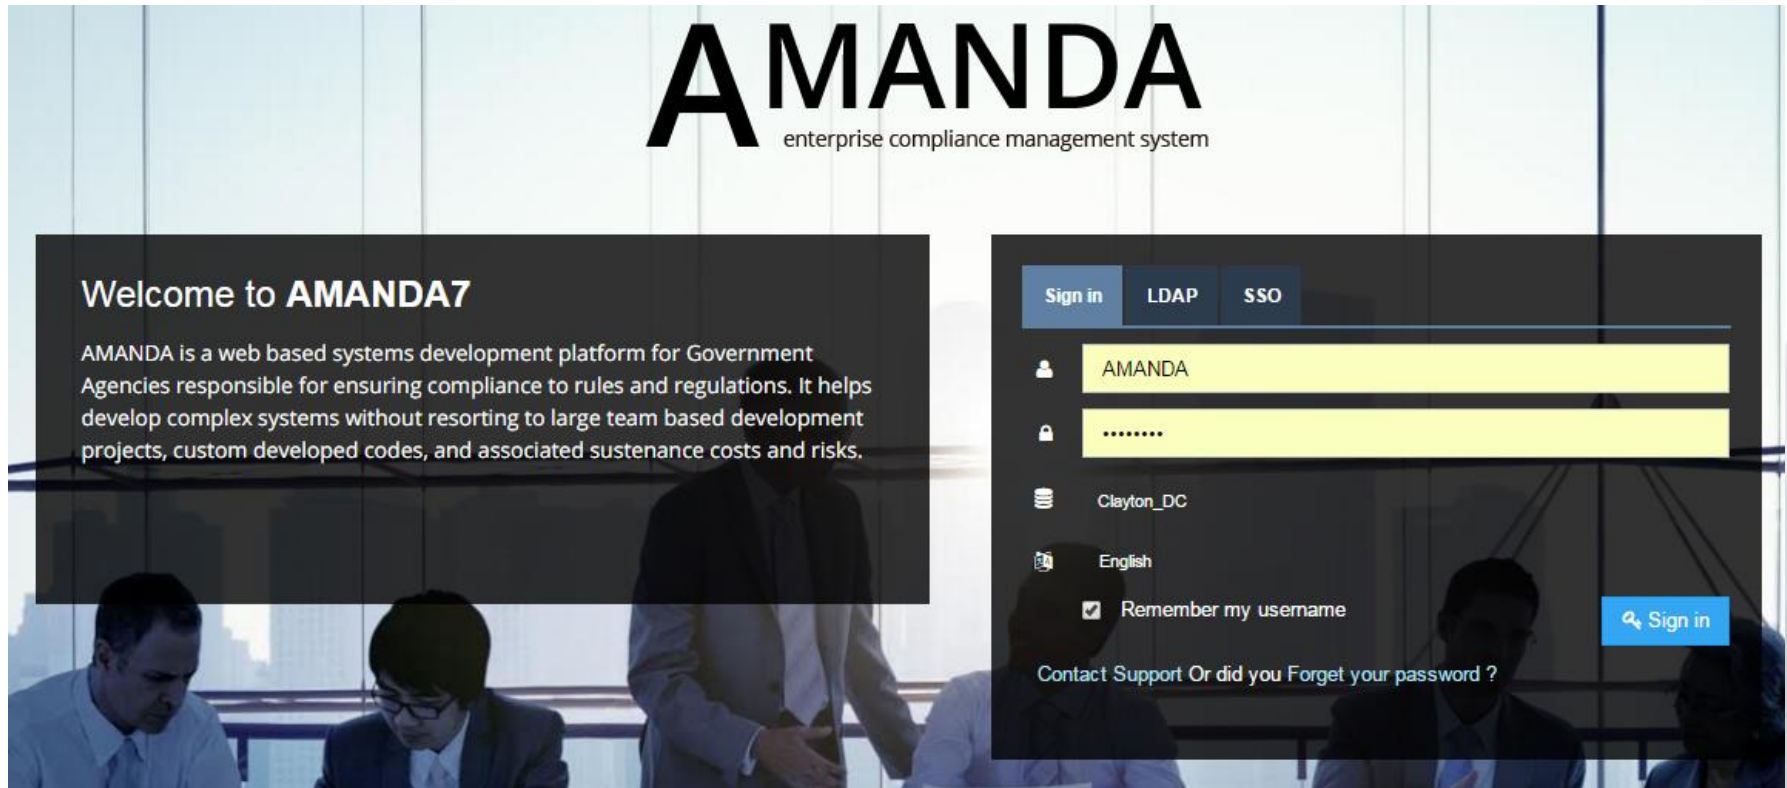 AMANDA
enterprise compliance management system
Welcome to AMANDA7
AMANDA is a web based systems development platform for Government
Agencies responsible for ensuring compliance to rules and regulations. It helps
develop complex systems without resorting to large team based development
projects, custom developed codes, and associated sustenance costs and risks.
Sign in LDAP SSO
AMANDA
••••••••
Clayton_DC
English
Remember my username
Sign in
Contact Support Or did you Forget your password ?